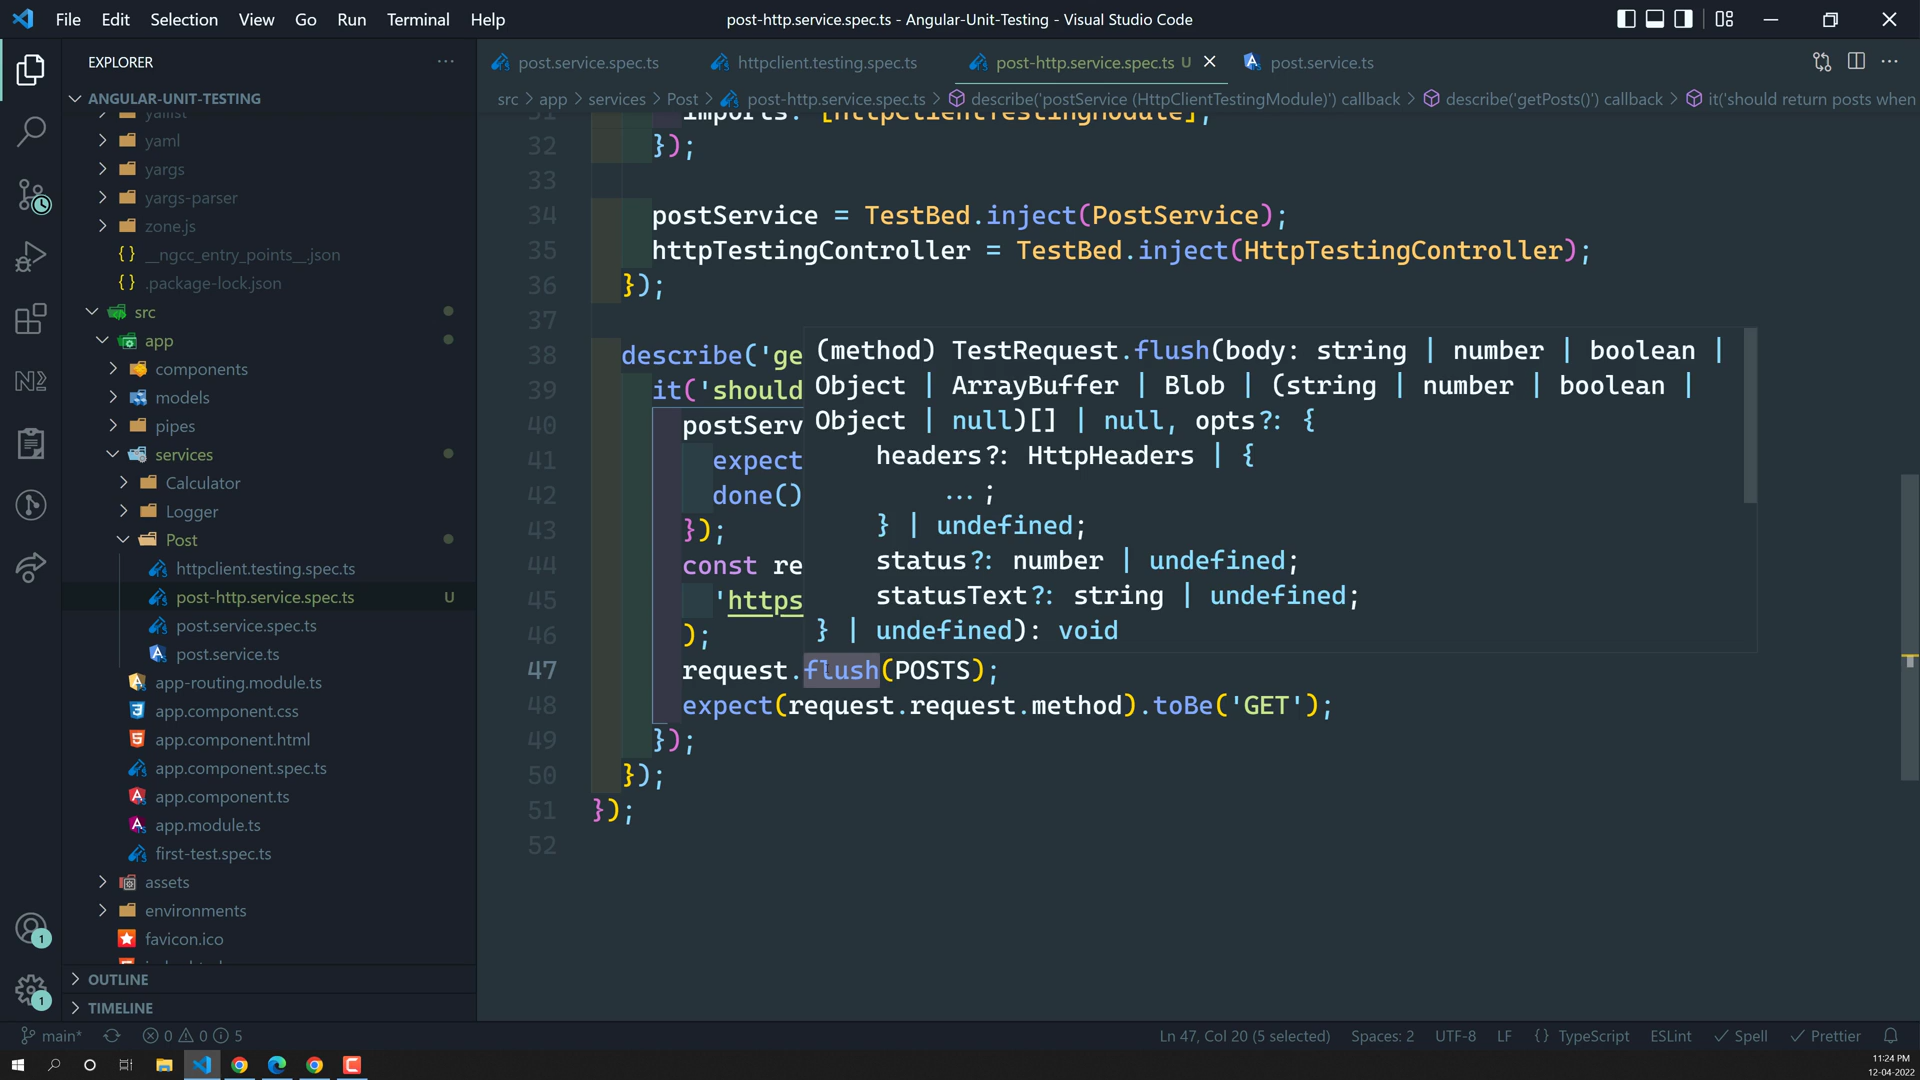 File Edit Selection View Go Run Terminal Help
post-http.service.spec.ts - Angular-Unit-Testing - Visual Studio Code
EXPLORER
ANGULAR-UNIT-TESTING
yallist
yaml
yargs
yargs-parser
zone.js
{} __ngcc_entry_points__.json
{} .package-lock.json
src
app
components
models
pipes
services
Calculator
Logger
Post
httpclient.testing.spec.ts
post-http.service.spec.ts U
post.service.spec.ts
post.service.ts
app-routing.module.ts
app.component.css
app.component.html
app.component.spec.ts
app.component.ts
app.module.ts
first-test.spec.ts
assets
environments
favicon.ico
OUTLINE
TIMELINE
post.service.spec.ts httpclient.testing.spec.ts post-http.service.spec.ts U post.service.ts
src > app > services > Post > post-http.service.spec.ts > describe('postService (HttpClientTestingModule)') callback > describe('getPosts()') callback > it('should return posts when
31 imports: [HttpClientTestingModule],
32 });
33
34 postService = TestBed.inject(PostService);
35 httpTestingController = TestBed.inject(HttpTestingController);
36 });
37
38 describe('ge
39 it('should
40 postServ
41 expect
42 done()
43 });
44 const re
45 'https
46 );
47 request.flush(POSTS);
48 expect(request.request.method).toBe('GET');
49 });
50 });
51 });
52
(method) TestRequest.flush(body: string | number | boolean |
Object | ArrayBuffer | Blob | (string | number | boolean |
Object | null)[] | null, opts?: {
headers?: HttpHeaders | {
...;
} | undefined;
status?: number | undefined;
statusText?: string | undefined;
} | undefined): void
1
1
main* 0 0 5
Ln 47, Col 20 (5 selected) Spaces: 2 UTF-8 LF {} TypeScript ESLint Spell Prettier
11:24 PM
12-04-2022